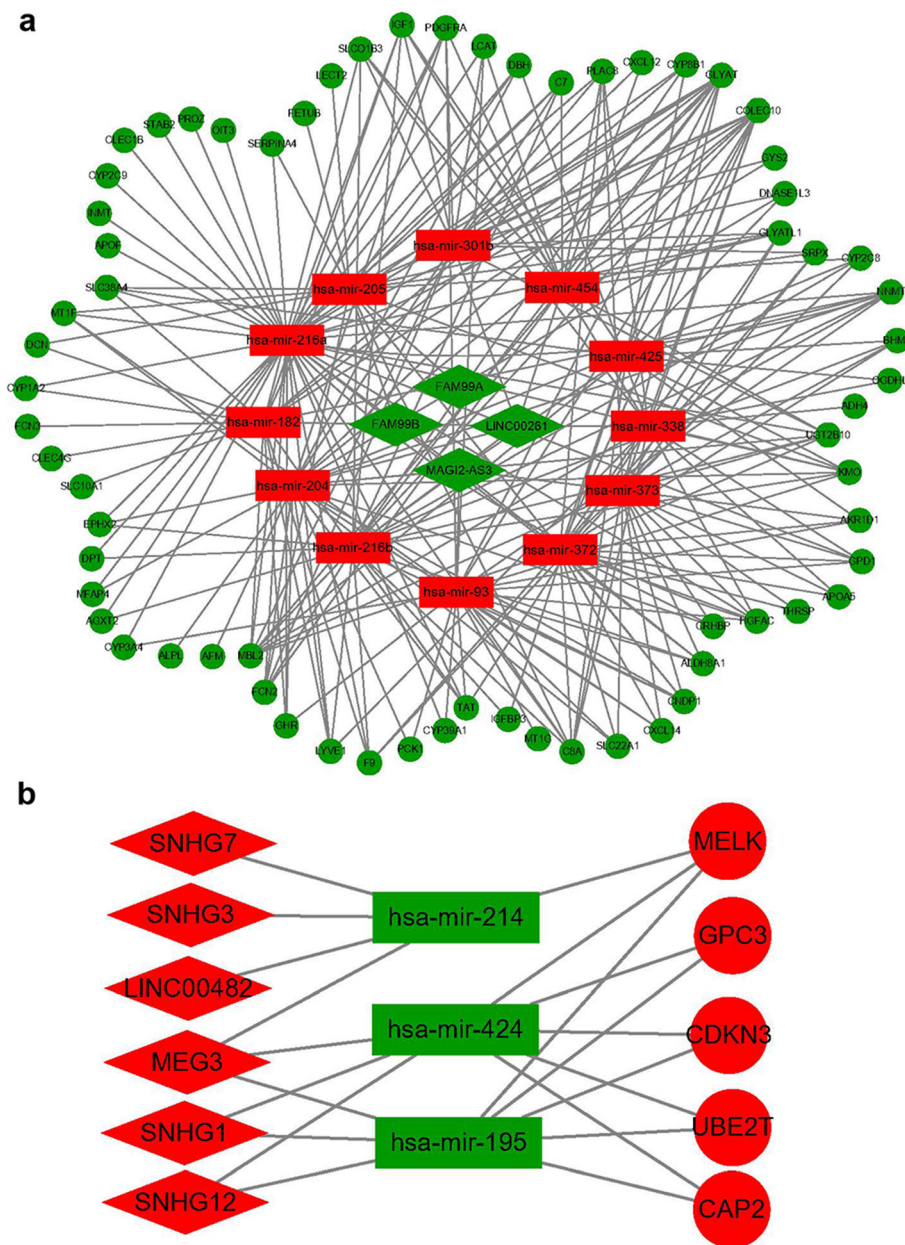 a
IGF1
PDGFRA
SLCO1B3
LCAT
LECT2
DBH
C7
PLAC8
CXCL12
CYP8B1
GLYAT
FETUB
COLEC10
PROZ
OIT3
STAB2
SERPINA4
CLEC1B
GYS2
CYP2C9
DNASE1L3
INMT
GLYATL1
APOF
SRPX
CYP2C8
hsa-mir-301b
hsa-mir-205
hsa-mir-454
SLC38A4
NNMT
MT1F
hsa-mir-216a
DCN
hsa-mir-425
CYP1A2
FAM99A
ADH4
FCN3
hsa-mir-182
FAM99B
LINC00261
hsa-mir-338
UGT2B10
CLEC4G
MAGI2-AS3
KMO
SLC10A1
hsa-mir-204
hsa-mir-373
AKR1D1
EPHX2
hsa-mir-216b
hsa-mir-372
DPT
GPD1
MFAP4
hsa-mir-93
APOA5
AGXT2
THRSP
CYP3A4
HGFAC
CRHBP
ALPL
AFM
MBL2
ALDH8A1
FCN2
CNDP1
GHR
TAT
IGFBP3
CXCL14
LYVE1
CYP39A1
MT1G
SLC22A1
F9
PCK1
C8A
b
SNHG7
MELK
SNHG3
hsa-mir-214
GPC3
LINC00482
hsa-mir-424
CDKN3
MEG3
SNHG1
hsa-mir-195
UBE2T
SNHG12
CAP2